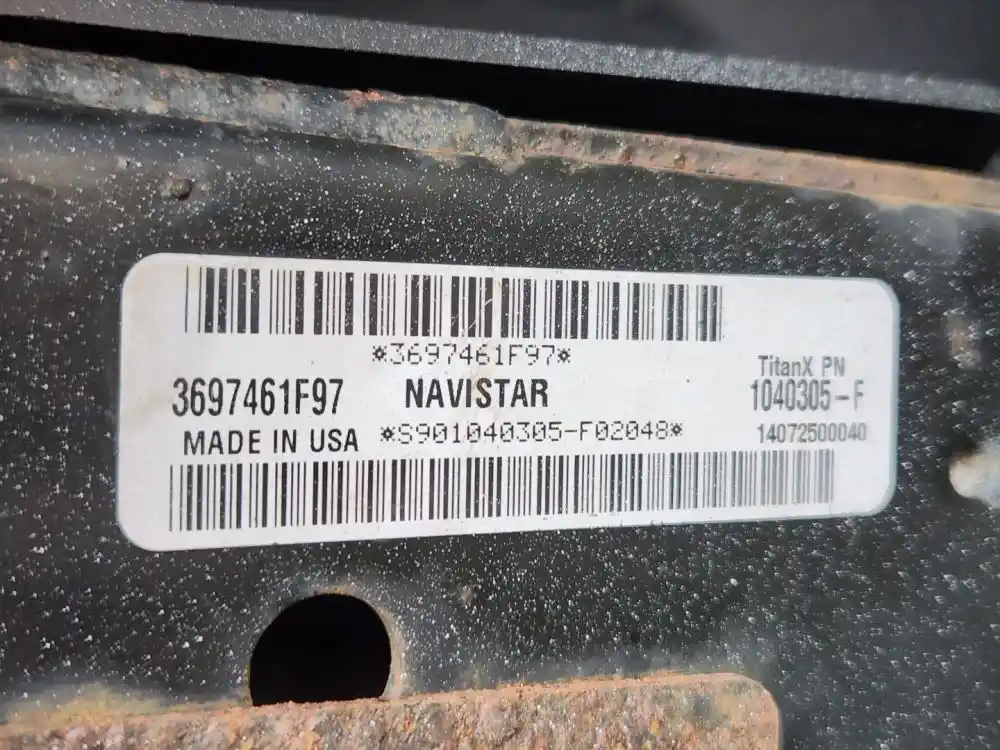 *3697461F97*
3697461F97 NAVISTAR
TitanX PN
1040305-F
MADE IN USA *S901040305-F02048*
14072500040